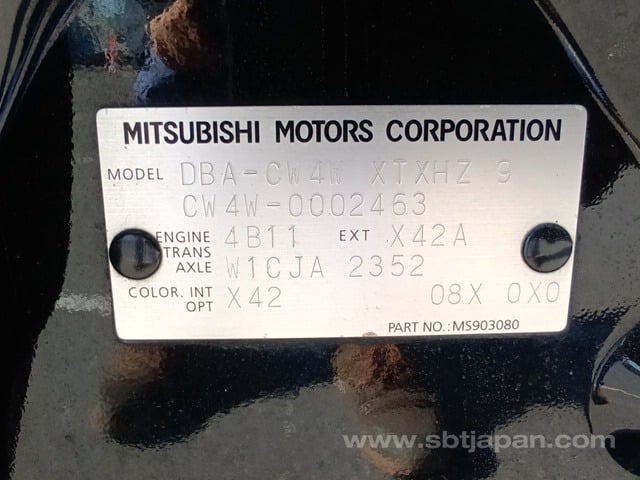 MITSUBISHI MOTORS CORPORATION
MODEL DBA-CW4W XTXHZ 9
CW4W-0002463
ENGINE 4B11 EXT X42A
TRANS
AXLE W1CJA 2352
COLOR. INT X42 08X 0X0
OPT
PART NO.:MS903080
www.sbtjapan.com